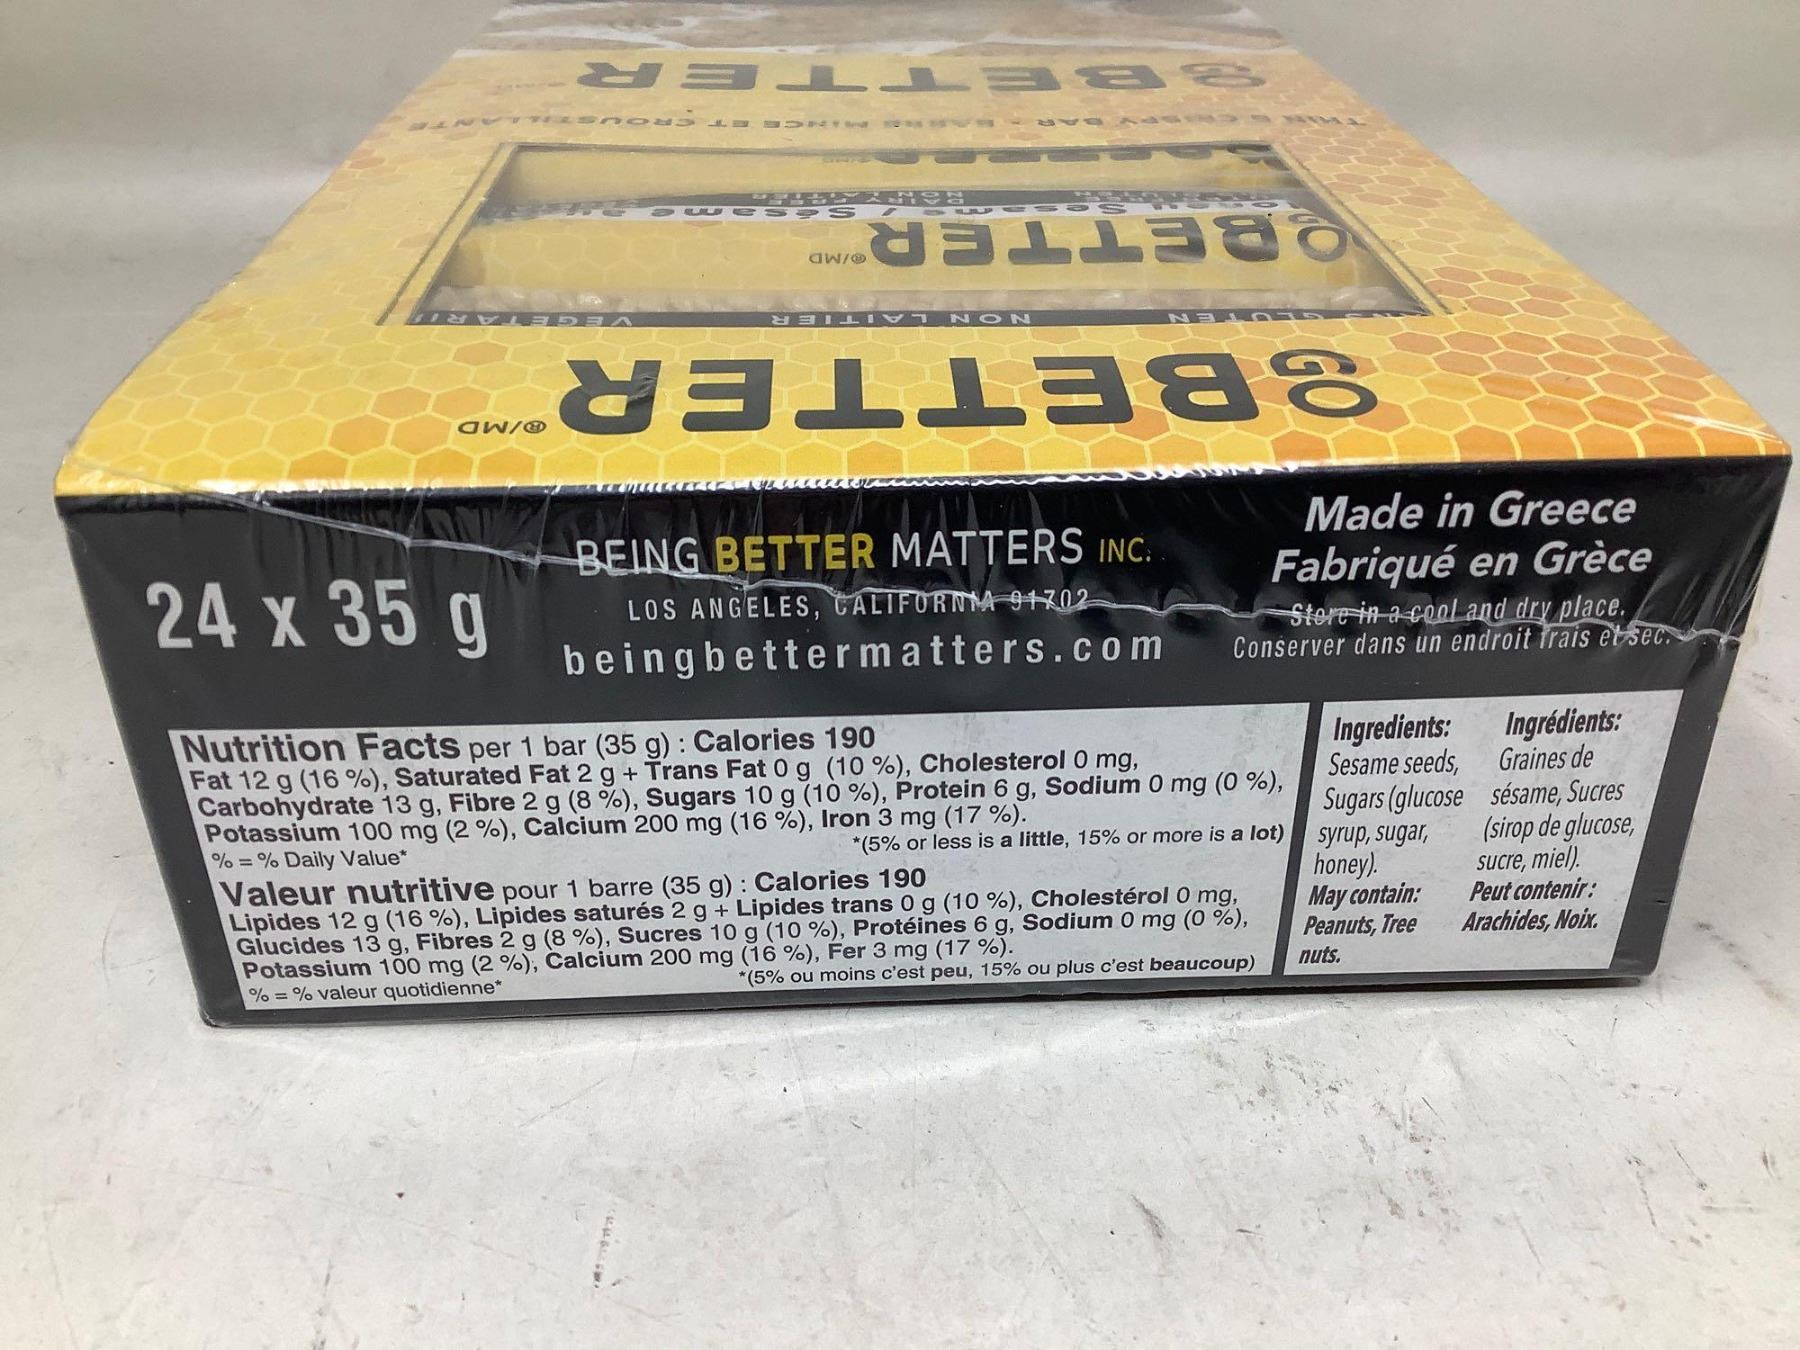 GO BETTER ®/MD
THIN & CRISPY BAR • BARRE MINCE ET CROUSTILLANTE
®/MD
GLUTEN DAIRY FREE
NON LAITIER
Sesame / Sésame au
GO BETTER ®/MD
GLUTEN NON LAITIER
GO BETTER ®/MD
24 x 35 g
BEING BETTER MATTERS INC.
LOS ANGELES, CALIFORNIA 91702
beingbettermatters.com
Made in Greece
Fabriqué en Grèce
Store in a cool and dry place.
Conserver dans un endroit frais et sec.
Nutrition Facts per 1 bar (35 g) : Calories 190
Fat 12 g (16 %), Saturated Fat 2 g + Trans Fat 0 g (10 %), Cholesterol 0 mg,
Carbohydrate 13 g, Fibre 2 g (8 %), Sugars 10 g (10 %), Protein 6 g, Sodium 0 mg (0 %),
Potassium 100 mg (2 %), Calcium 200 mg (16 %), Iron 3 mg (17 %).
% = % Daily Value* *(5% or less is a little, 15% or more is a lot)
Valeur nutritive pour 1 barre (35 g) : Calories 190
Lipides 12 g (16 %), Lipides saturés 2 g + Lipides trans 0 g (10 %), Cholestérol 0 mg,
Glucides 13 g, Fibres 2 g (8 %), Sucres 10 g (10 %), Protéines 6 g, Sodium 0 mg (0 %),
Potassium 100 mg (2 %), Calcium 200 mg (16 %), Fer 3 mg (17 %).
% = % valeur quotidienne* *(5% ou moins c'est peu, 15% ou plus c'est beaucoup)
Ingredients:
Sesame seeds,
Sugars (glucose
syrup, sugar,
honey).
May contain:
Peanuts, Tree
nuts.
Ingrédients:
Graines de
sésame, Sucres
(sirop de glucose,
sucre, miel).
Peut contenir :
Arachides, Noix.